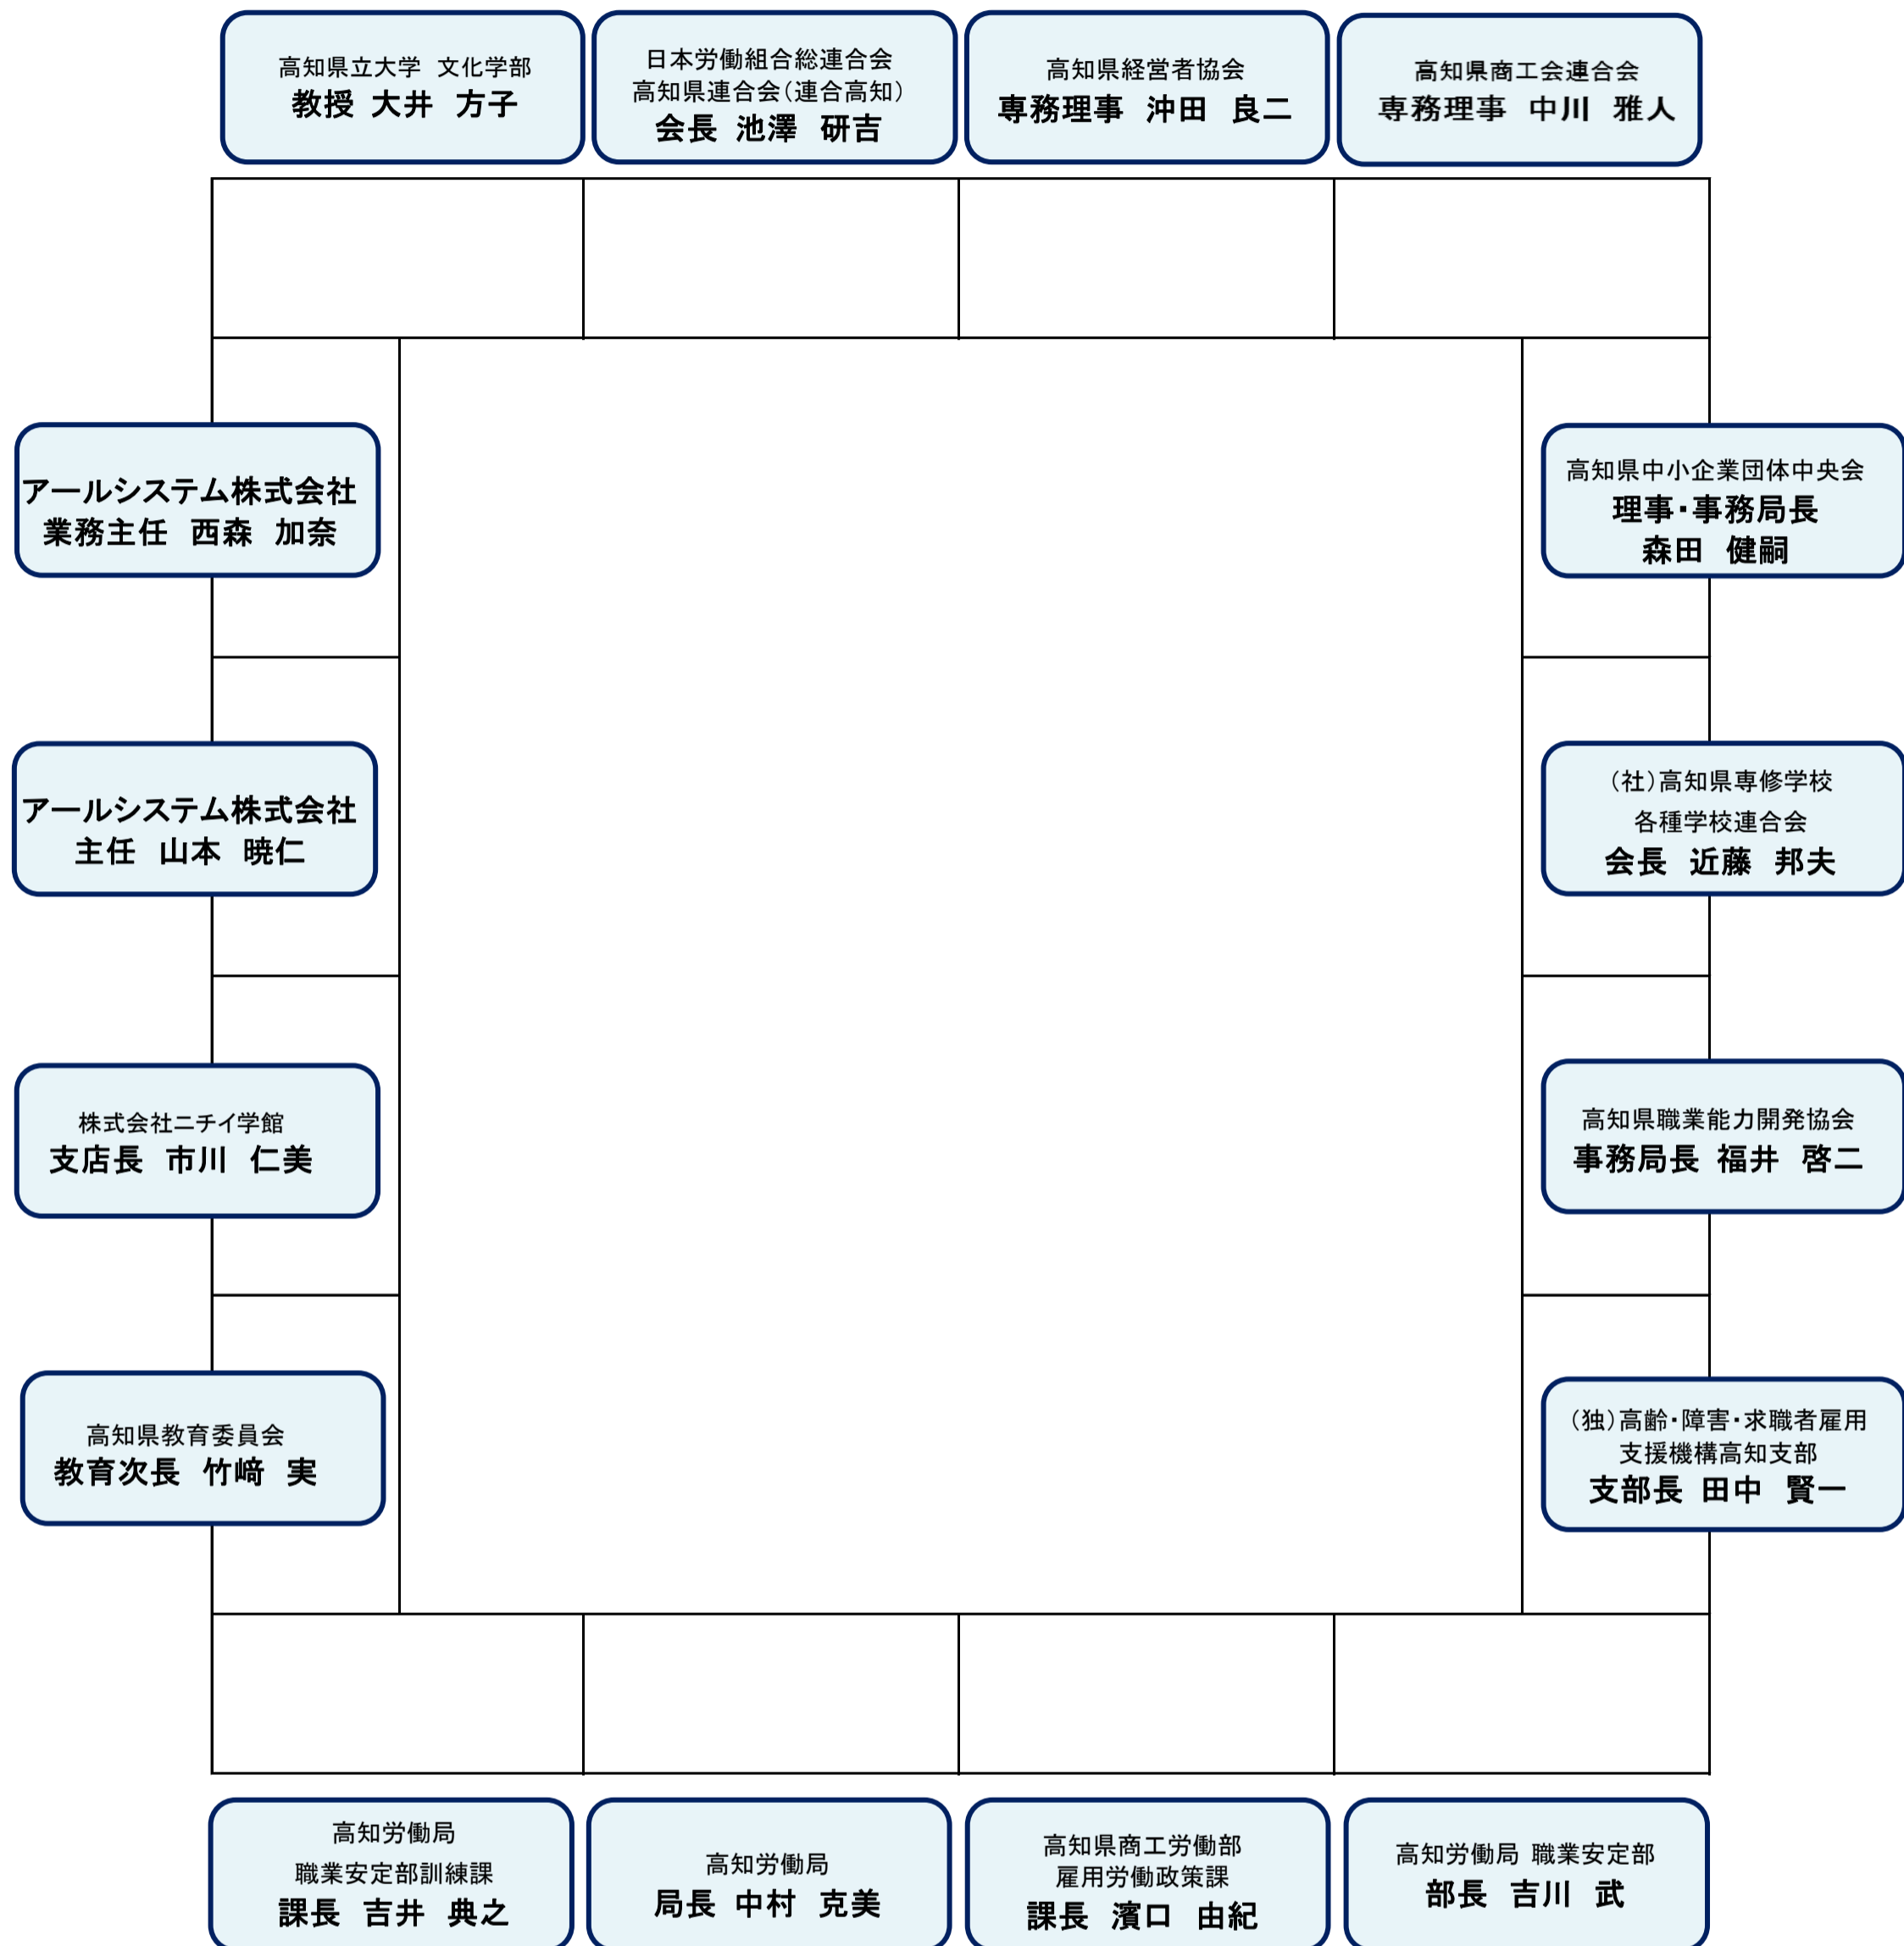 高知県立大学 文化学部
教授 大井 方子
日本労働組合総連合会
高知県連合会（連合高知）
会長 池澤 研吉
高知県経営者協会
専務理事 沖田 良二
高知県商工会連合会
専務理事 中川 雅人
アールシステム株式会社
業務主任 西森 加奈
高知県中小企業団体中央会
理事・事務局長
森田 健嗣
アールシステム株式会社
主任 山本 暁仁
（社）高知県専修学校
各種学校連合会
会長 近藤 邦夫
株式会社ニチイ学館
支店長 市川 仁美
高知県職業能力開発協会
事務局長 福井 啓二
高知県教育委員会
教育次長 竹﨑 実
（独）高齢・障害・求職者雇用
支援機構高知支部
支部長 田中 賢一
高知労働局
職業安定部訓練課
課長 吉井 典之
高知労働局
局長 中村 克美
高知県商工労働部
雇用労働政策課
課長 濱口 由紀
高知労働局 職業安定部
部長 吉川 武